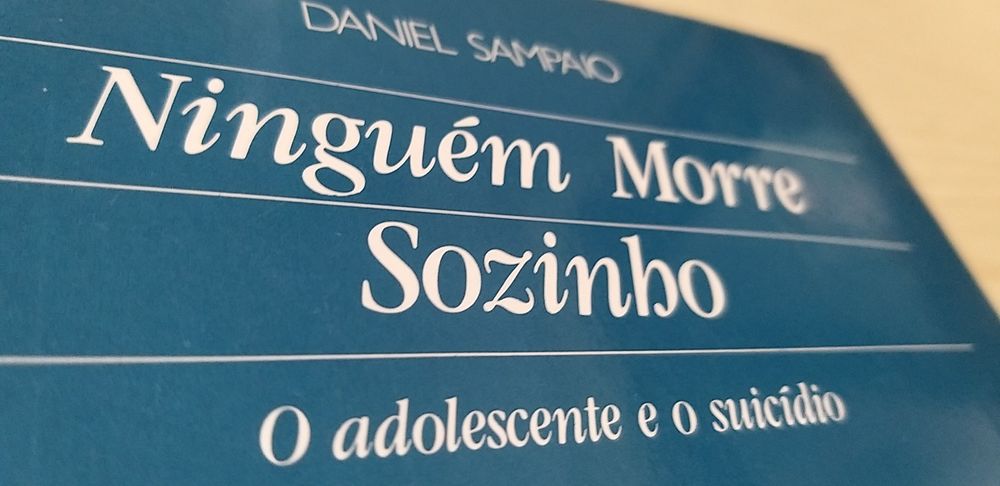 DANIEL SAMPAIO
Ninguém Morre
Sozinho
O adolescente e o suicídio